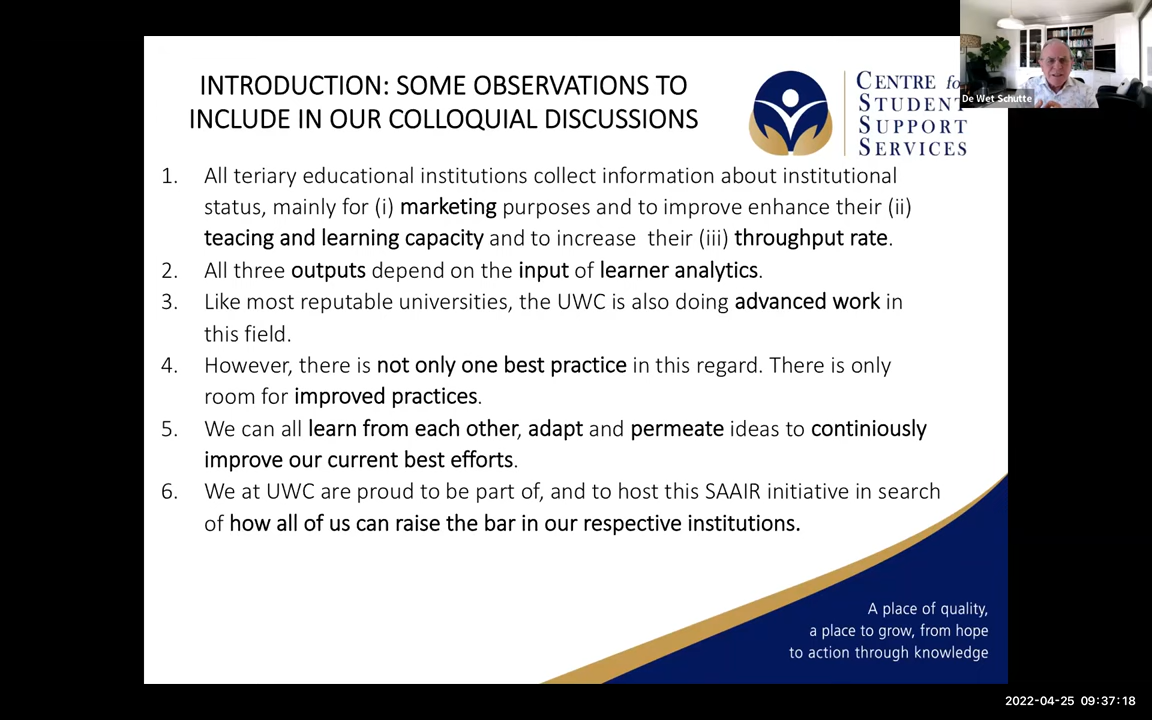 INTRODUCTION: SOME OBSERVATIONS TO
INCLUDE IN OUR COLLOQUIAL DISCUSSIONS
CENTRE
STUDENT
SUPPORT
SERVICES
De Wet Schutte
1. All teriary educational institutions collect information about institutional
status, mainly for (i) marketing purposes and to improve enhance their (ii)
teacing and learning capacity and to increase their (iii) throughput rate.
2. All three outputs depend on the input of learner analytics.
3. Like most reputable universities, the UWC is also doing advanced work in
this field.
4. However, there is not only one best practice in this regard. There is only
room for improved practices.
5. We can all learn from each other, adapt and permeate ideas to continiously
improve our current best efforts.
6. We at UWC are proud to be part of, and to host this SAAIR initiative in search
of how all of us can raise the bar in our respective institutions.
A place of quality,
a place to grow, from hope
to action through knowledge
2022-04-25 09:37:18